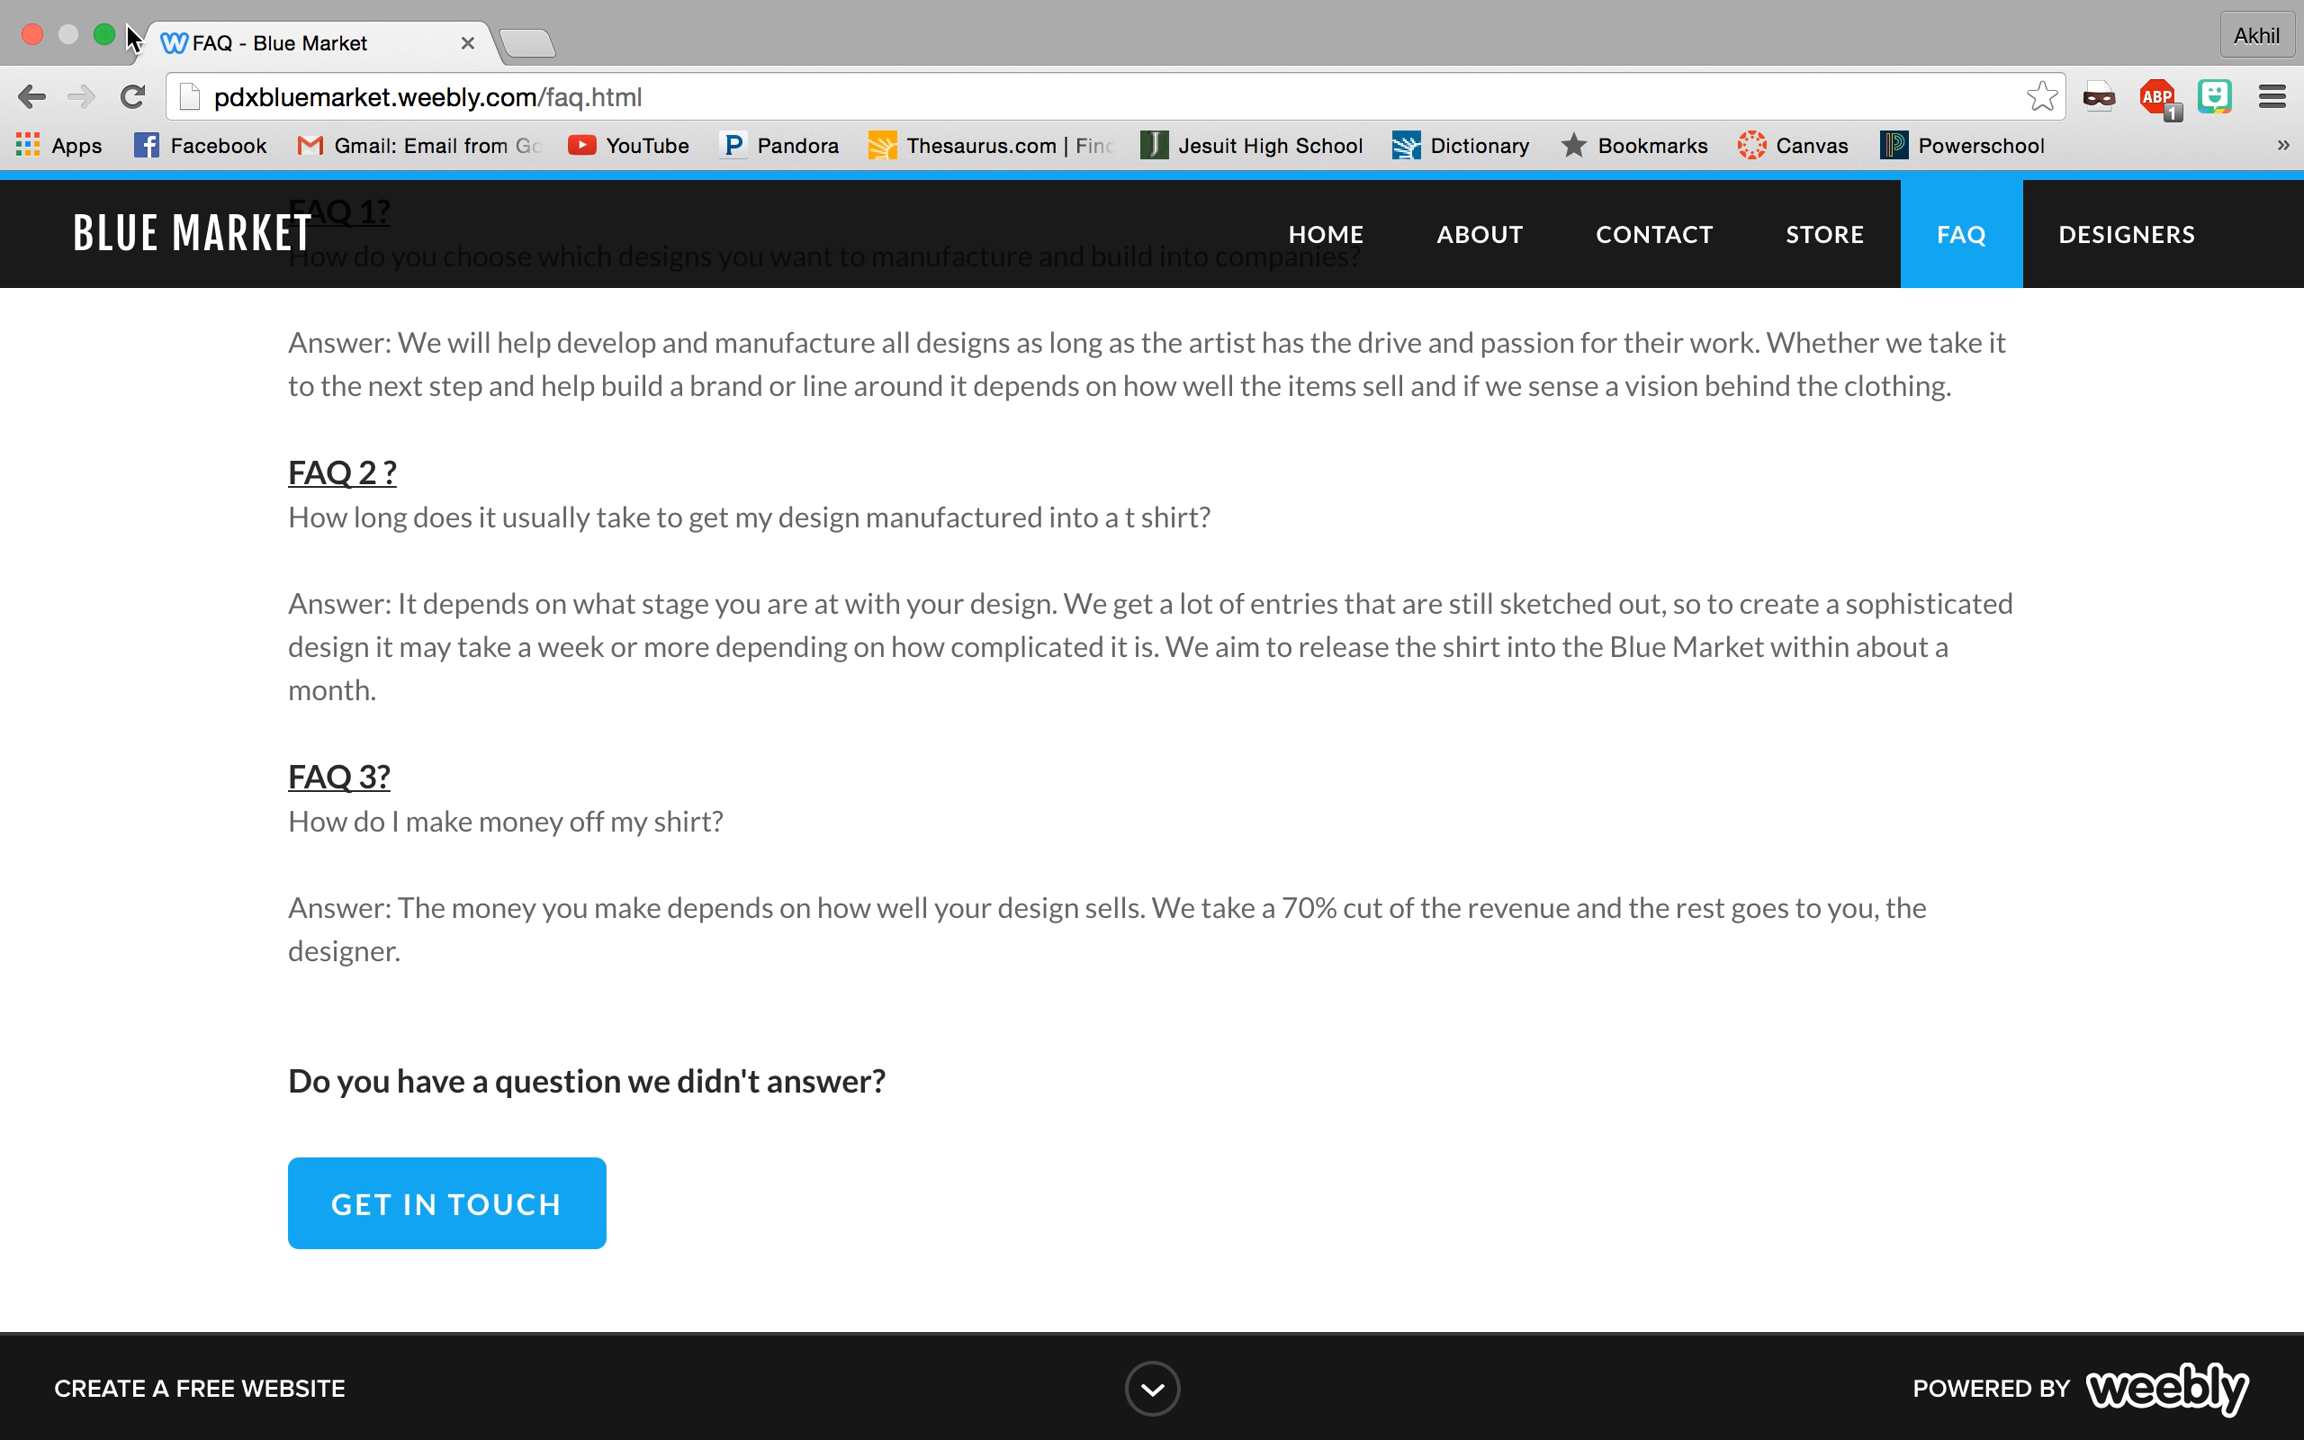 FAQ - Blue Market
Akhil
pdxbluemarket.weebly.com/faq.html
ABP 1
Apps Facebook Gmail: Email from Go YouTube Pandora Thesaurus.com | Find Jesuit High School Dictionary Bookmarks Canvas Powerschool »
FAQ 1?
BLUE MARKET HOME ABOUT CONTACT STORE FAQ DESIGNERS
How do you choose which designs you want to manufacture and build into companies?
Answer: We will help develop and manufacture all designs as long as the artist has the drive and passion for their work. Whether we take it
to the next step and help build a brand or line around it depends on how well the items sell and if we sense a vision behind the clothing.
FAQ 2 ?
How long does it usually take to get my design manufactured into a t shirt?
Answer: It depends on what stage you are at with your design. We get a lot of entries that are still sketched out, so to create a sophisticated
design it may take a week or more depending on how complicated it is. We aim to release the shirt into the Blue Market within about a
month.
FAQ 3?
How do I make money off my shirt?
Answer: The money you make depends on how well your design sells. We take a 70% cut of the revenue and the rest goes to you, the
designer.
Do you have a question we didn't answer?
GET IN TOUCH
CREATE A FREE WEBSITE POWERED BY weebly